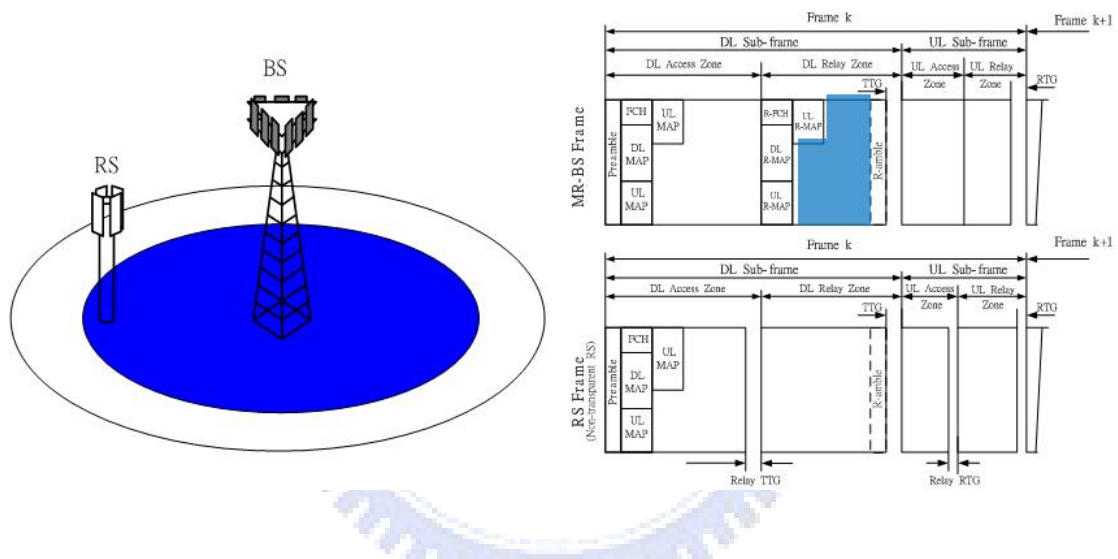 BS
RS
Frame k
Frame k+1
DL Sub-frame
UL Sub-frame
DL Access Zone
DL Relay Zone
UL Access
Zone
UL Relay
Zone
TTG
RTG
MR-BS Frame
Preamble
FCH
DL
MAP
UL
MAP
UL
MAP
R-FCH
DL
R-MAP
UL
R-MAP
UL
R-MAP
R-amble
Frame k
Frame k+1
DL Sub-frame
UL Sub-frame
DL Access Zone
DL Relay Zone
UL Access
Zone
UL Relay
Zone
TTG
RTG
RS Frame
(Non-transparent RS)
Preamble
FCH
DL
MAP
UL
MAP
UL
MAP
R-amble
Relay TTG
Relay RTG